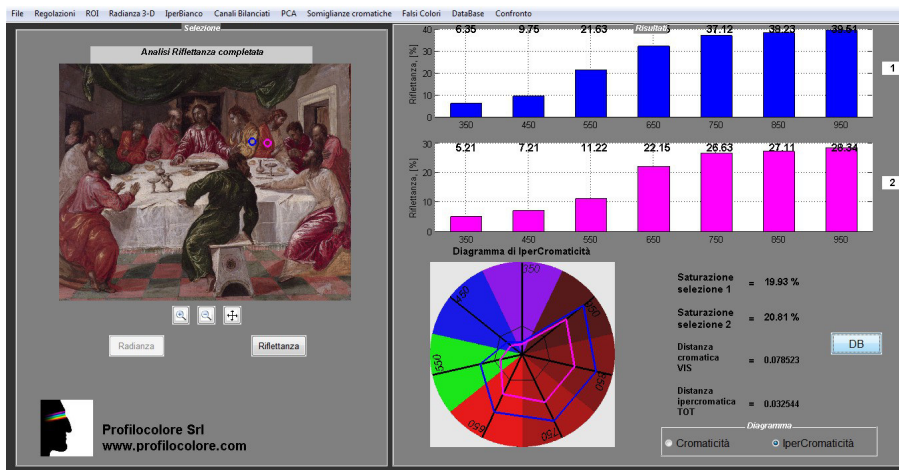 File Regolazioni ROI Radianza 3-D IperBianco Canali Bilanciati PCA Somiglianze cromatiche Falsi Colori DataBase Confronto
Selezione
Analisi Riflettanza completata
Radianza
Riflettanza
Profilocolore Srl
www.profilocolore.com
Risultati
6.35 9.75 21.63 37.12 38.23 39.51
Riflettanza, [%]
40
30
20
10
0
350 450 550 650 750 850 950
1
5.21 7.21 11.22 22.15 26.63 27.11 28.34
Riflettanza, [%]
30
20
10
0
350 450 550 650 750 850 950
2
Diagramma di IperCromaticità
350
450
550
650
750
850
950
Saturazione
selezione 1 = 19.93 %
Saturazione
selezione 2 = 20.81 %
Distanza
cromatica
VIS = 0.078523
Distanza
ipercromatica
TOT = 0.032544
DB
Diagramma
Cromaticità
IperCromaticità